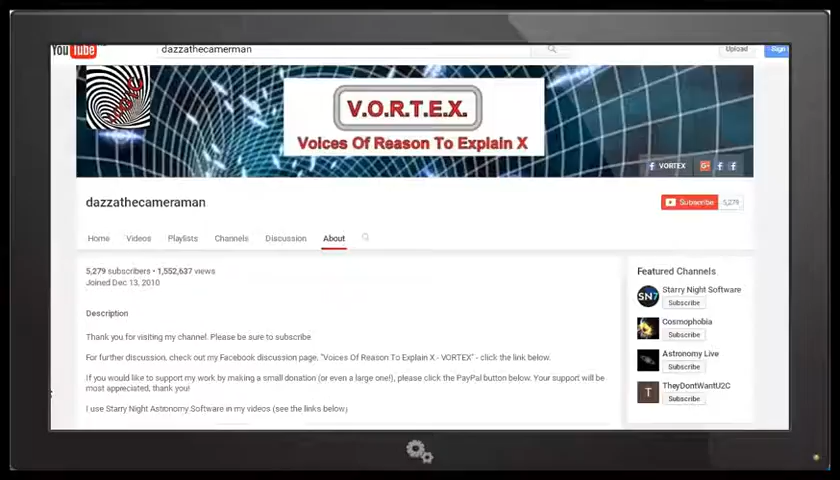 YouTube
dazzathecamerman
Upload
Sign
V.O.R.T.E.X.
Voices Of Reason To Explain X
VORTEX
dazzathecameraman
Subscribe 5,279
Home Videos Playlists Channels Discussion About
5,279 subscribers • 1,552,637 views
Joined Dec 13, 2010
Description
Thank you for visiting my channel. Please be sure to subscribe
For further discussion, check out my Facebook discussion page, "Voices Of Reason To Explain X - VORTEX" - click the link below.
If you would like to support my work by making a small donation (or even a large one!), please click the PayPal button below. Your support will be
most appreciated, thank you!
I use Starry Night Astronomy Software in my videos (see the links below)
Featured Channels
SN7
Starry Night Software
Subscribe
Cosmophobia
Subscribe
Astronomy Live
Subscribe
T
TheyDontWantU2C
Subscribe